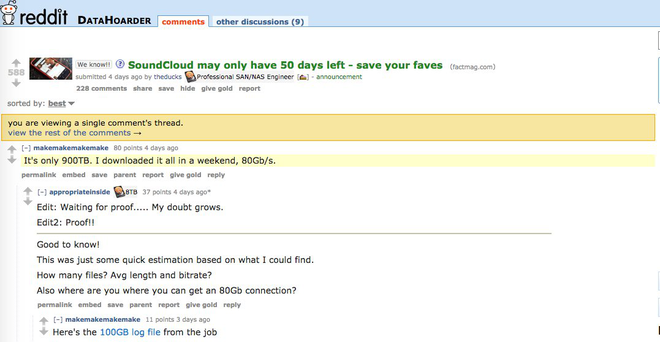 reddit DATAHOARDER comments other discussions (9)
588
We know!! SoundCloud may only have 50 days left - save your faves (factmag.com)
submitted 4 days ago by theducks Professional SAN/NAS Engineer [🚲] - announcement
228 comments share save hide give gold report
sorted by: best
you are viewing a single comment's thread.
view the rest of the comments →
[–] makemakemakemake 80 points 4 days ago
It's only 900TB. I downloaded it all in a weekend, 80Gb/s.
permalink embed save parent report give gold reply
[–] appropriateinside 8TB 37 points 4 days ago*
Edit: Waiting for proof..... My doubt grows.
Edit2: Proof!!
Good to know!
This was just some quick estimation based on what I could find.
How many files? Avg length and bitrate?
Also where are you where you can get an 80Gb connection?
permalink embed save parent report give gold reply
[–] makemakemakemake 11 points 3 days ago
Here's the 100GB log file from the job